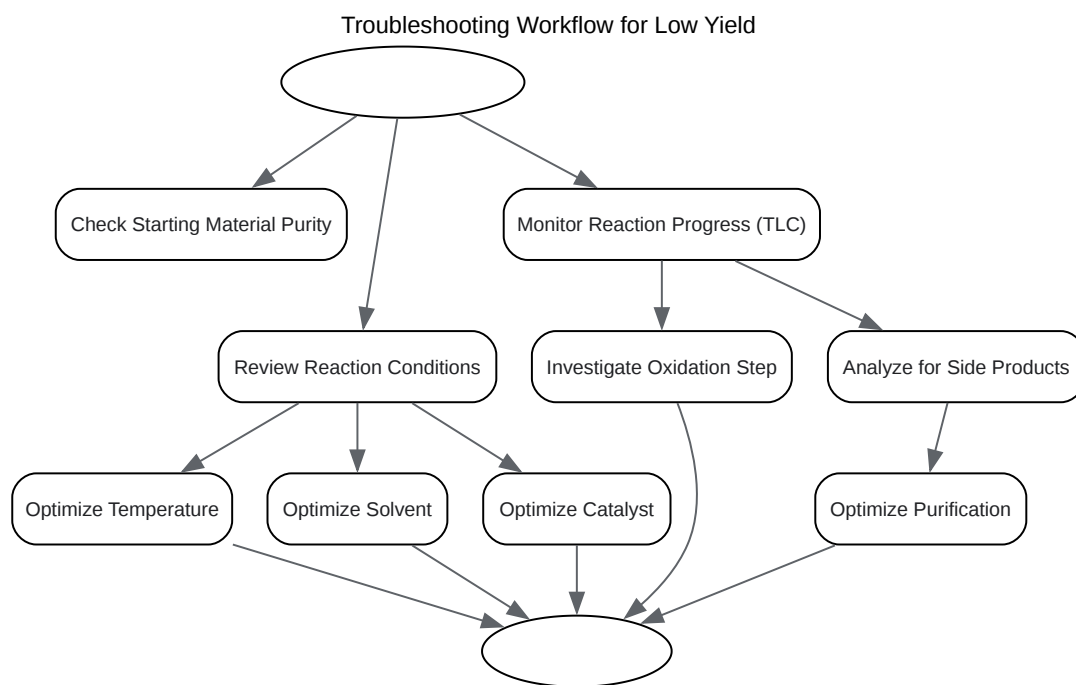 Troubleshooting Workflow for Low Yield
Check Starting Material Purity
Monitor Reaction Progress (TLC)
Review Reaction Conditions
Investigate Oxidation Step
Analyze for Side Products
Optimize Temperature
Optimize Solvent
Optimize Catalyst
Optimize Purification